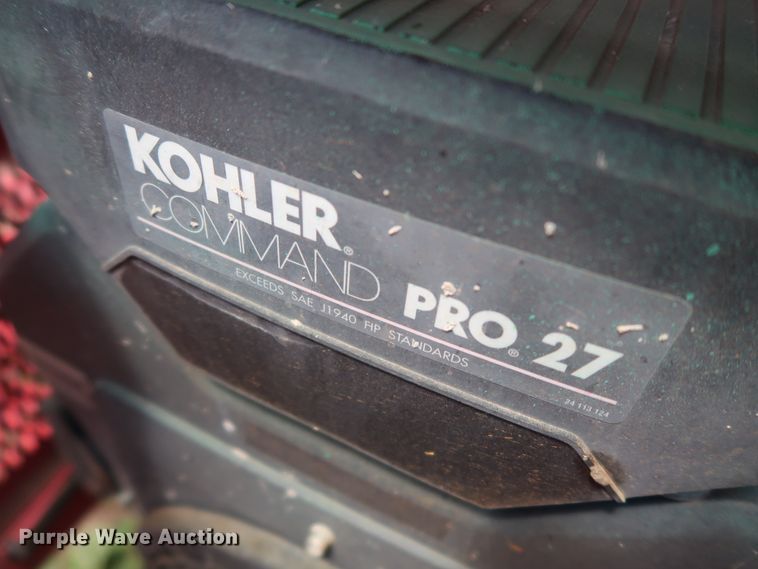 KOHLER®
COMMAND PRO® 27
EXCEEDS SAE J1940 HP STANDARDS
24 113 124
Purple Wave Auction